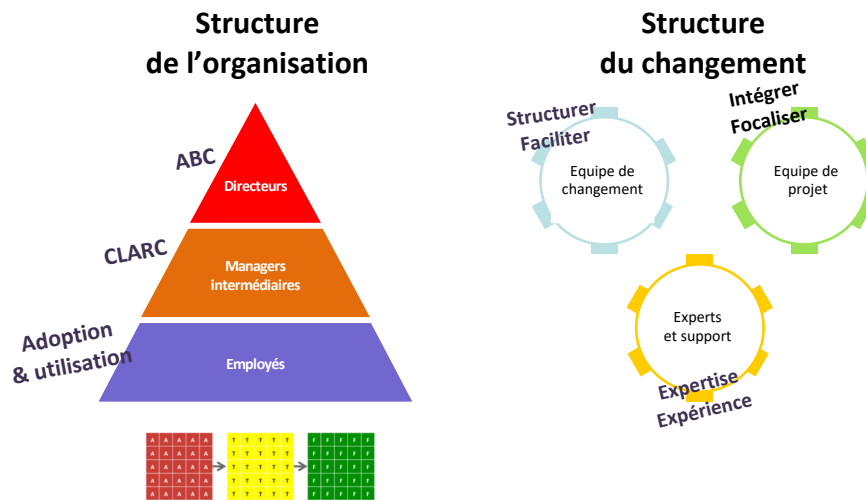 Structure
de l'organisation
ABC
Directeurs
CLARC
Managers
intermédiaires
Adoption
& utilisation
Employés
A A A A A T T T T T F F F F F
A A A A A T T T T T F F F F F
A A A A A T T T T T F F F F F
A A A A A T T T T T F F F F F
A A A A A T T T T T F F F F F
Structure
du changement
Structurer
Faciliter
Equipe de
changement
Intégrer
Focaliser
Equipe de
projet
Experts
et support
Expertise
Expérience